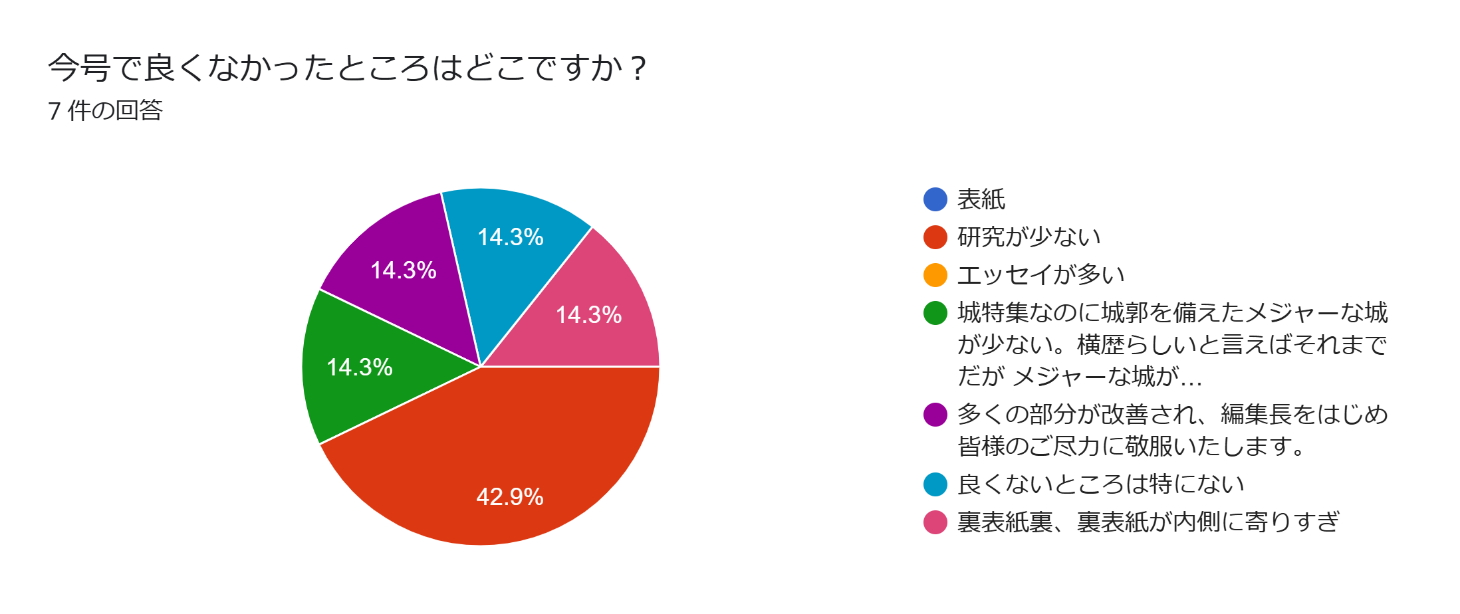 今号で良くなかったところはどこですか？
7 件の回答
14.3%
14.3%
14.3%
14.3%
42.9%
表紙
研究が少ない
エッセイが多い
城特集なのに城郭を備えたメジャーな城
が少ない。横歴らしいと言えばそれまで
だが メジャーな城が…
多くの部分が改善され、編集長をはじめ
皆様のご尽力に敬服いたします。
良くないところは特にない
裏表紙裏、裏表紙が内側に寄りすぎ